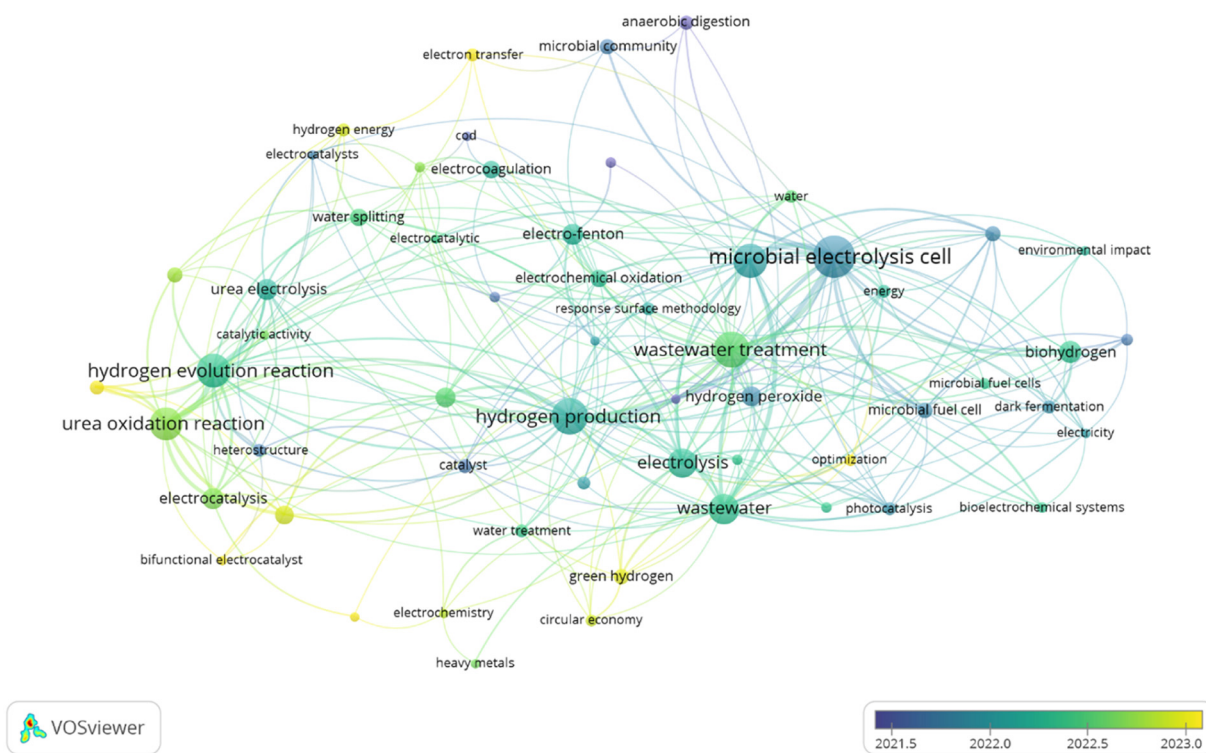 anaerobic digestion
microbial community
electron transfer
hydrogen energy
cod
electrocatalysts
electrocoagulation
water
water splitting
electro-fenton
electrocatalytic
environmental impact
microbial electrolysis cell
electrochemical oxidation
urea electrolysis
energy
response surface methodology
catalytic activity
wastewater treatment
biohydrogen
hydrogen evolution reaction
microbial fuel cells
hydrogen peroxide
dark fermentation
microbial fuel cell
hydrogen production
urea oxidation reaction
electricity
heterostructure
optimization
electrolysis
catalyst
electrocatalysis
wastewater
photocatalysis
bioelectrochemical systems
water treatment
bifunctional electrocatalyst
green hydrogen
electrochemistry
circular economy
heavy metals
VOSviewer
2021.5 2022.0 2022.5 2023.0